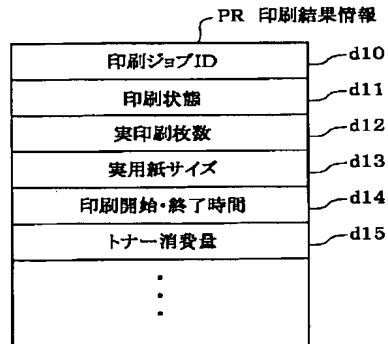 PR 印刷結果情報
印刷ジョブID d10
印刷状態 d11
実印刷枚数 d12
実用紙サイズ d13
印刷開始・終了時間 d14
トナー消費量 d15